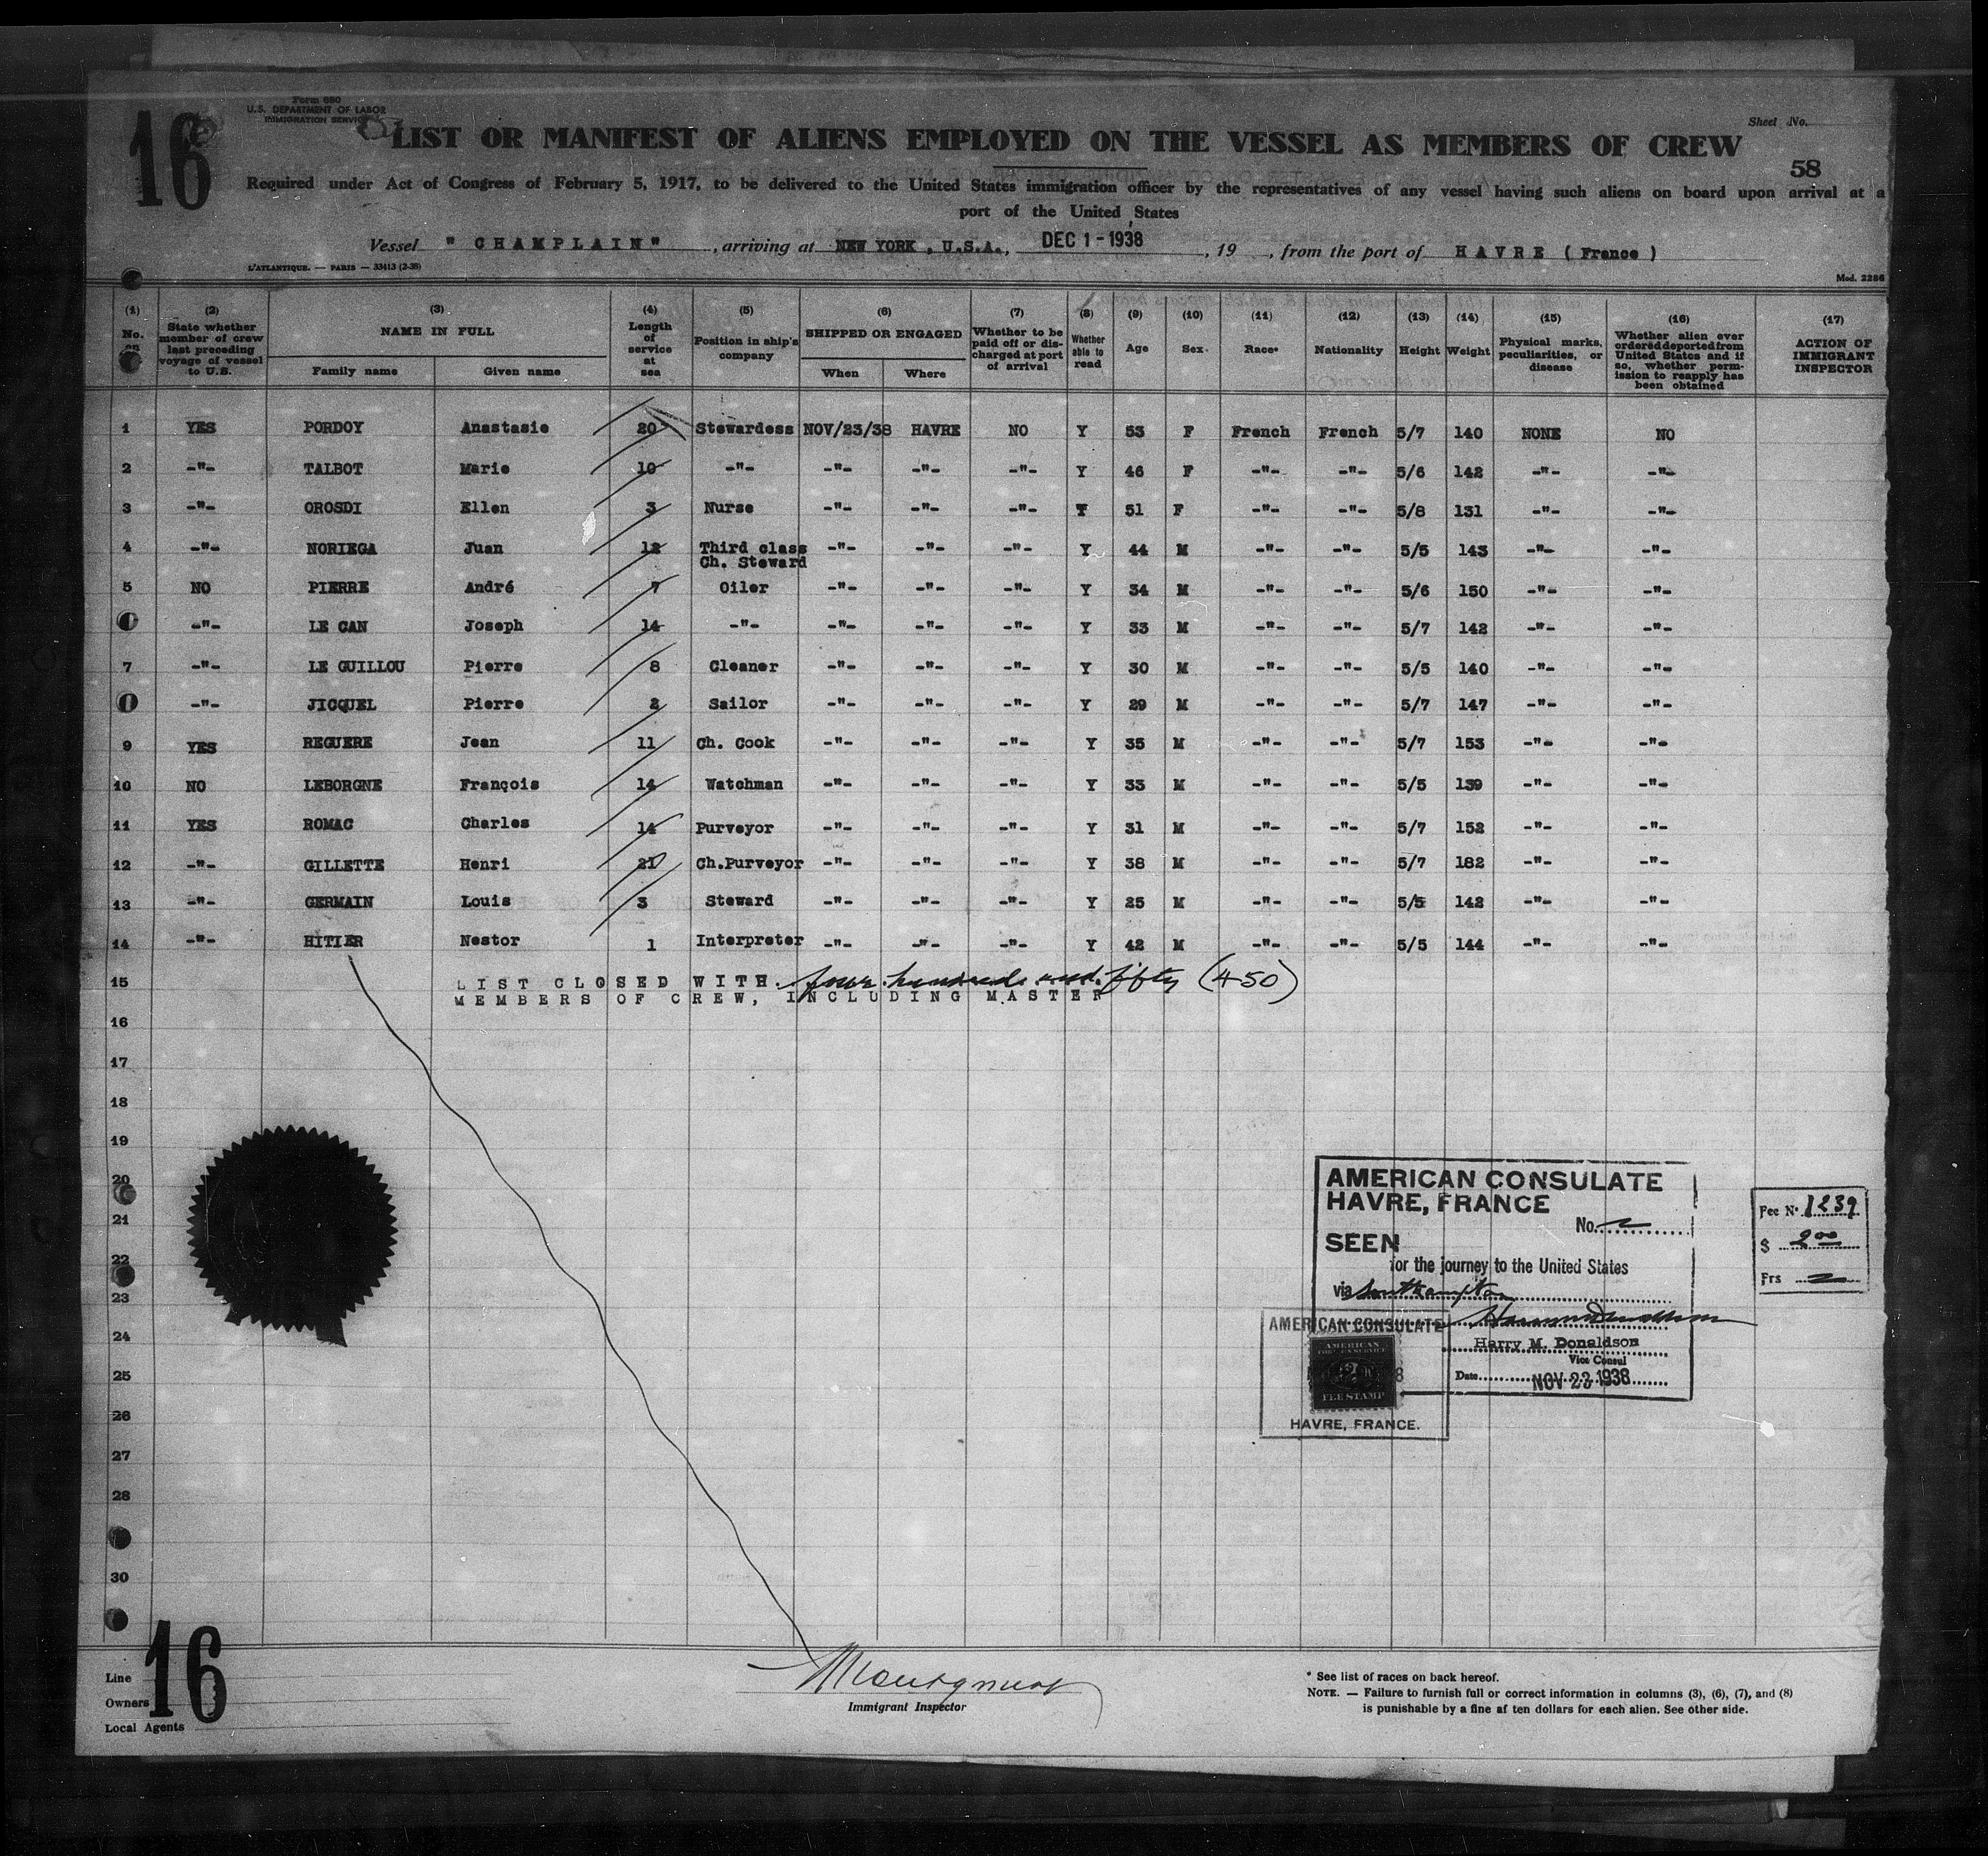 Form 680
U.S. DEPARTMENT OF LABOR
IMMIGRATION SERVICE
16
LIST OR MANIFEST OF ALIENS EMPLOYED ON THE VESSEL AS MEMBERS OF CREW
Sheet No.
58
Required under Act of Congress of February 5, 1917, to be delivered to the United States immigration officer by the representatives of any vessel having such aliens on board upon arrival at a
port of the United States
Vessel " CHAMPLAIN " , arriving at NEW YORK , U.S.A., DEC 1 - 1938 , 19 , from the port of HAVRE ( France )
L'ATLANTIQUE. — PARIS — 33413 (2-38)
Mod. 2286
(1) No. on (2) State whether member of crew last preceding voyage of vessel to U.S. (3) NAME IN FULL Family name Given name (4) Length of service at sea (5) Position in ship's company (6) SHIPPED OR ENGAGED When Where (7) Whether to be paid off or discharged at port of arrival (8) Whether able to read (9) Age (10) Sex (11) Race* (12) Nationality (13) Height (14) Weight (15) Physical marks, peculiarities, or disease (16) Whether alien ever ordered deported from United States and if so, whether permission to reapply has been obtained (17) ACTION OF IMMIGRANT INSPECTOR
1 YES PORDOY Anastasie 20 Stewardess NOV/23/38 HAVRE NO Y 53 F French French 5/7 140 NONE NO
2 -"- TALBOT Marie 10 -"- -"- -"- -"- Y 46 F -"- -"- 5/6 142 -"- -"-
3 -"- OROSDI Ellen 3 Nurse -"- -"- -"- Y 51 F -"- -"- 5/8 131 -"- -"-
4 -"- NORIEGA Juan 12 Third class Ch. Steward -"- -"- -"- Y 44 M -"- -"- 5/5 143 -"- -"-
5 NO PIERRE André 7 Oiler -"- -"- -"- Y 34 M -"- -"- 5/6 150 -"- -"-
-"- LE CAN Joseph 14 -"- -"- -"- -"- Y 33 M -"- -"- 5/7 142 -"- -"-
7 -"- LE GUILLOU Pierre 8 Cleaner -"- -"- -"- Y 30 M -"- -"- 5/5 140 -"- -"-
-"- JICQUEL Pierre 2 Sailor -"- -"- -"- Y 29 M -"- -"- 5/7 147 -"- -"-
9 YES REGUERE Jean 11 Ch. Cook -"- -"- -"- Y 35 M -"- -"- 5/7 153 -"- -"-
10 NO LEBORGNE François 14 Watchman -"- -"- -"- Y 33 M -"- -"- 5/5 139 -"- -"-
11 YES ROMAC Charles 14 Purveyor -"- -"- -"- Y 31 M -"- -"- 5/7 152 -"- -"-
12 -"- GILLETTE Henri 21 Ch.Purveyor -"- -"- -"- Y 38 M -"- -"- 5/7 182 -"- -"-
13 -"- GERMAIN Louis 3 Steward -"- -"- -"- Y 25 M -"- -"- 5/5 142 -"- -"-
14 -"- HITIER Nestor 1 Interpreter -"- -"- -"- Y 42 M -"- -"- 5/5 144 -"- -"-
15 LIST CLOSED WITH four hundred and fifty (450)
MEMBERS OF CREW, INCLUDING MASTER
16
17
18
19
20
21
22
23
24
25
26
27
28
30
AMERICAN CONSULATE
HAVRE, FRANCE
No.
SEEN
for the journey to the United States
via Southampton
Harry M. Donaldson
Vice Consul
Date NOV 23 1938
Fee No. 1239
$ 2.00
Frs
AMERICAN CONSULATE
AMERICAN
FOREIGN SERVICE
2
FEE STAMP
8
HAVRE, FRANCE.
16
Line
Owners
Local Agents
Immigrant Inspector
* See list of races on back hereof.
NOTE. — Failure to furnish full or correct information in columns (3), (6), (7), and (8)
is punishable by a fine af ten dollars for each alien. See other side.